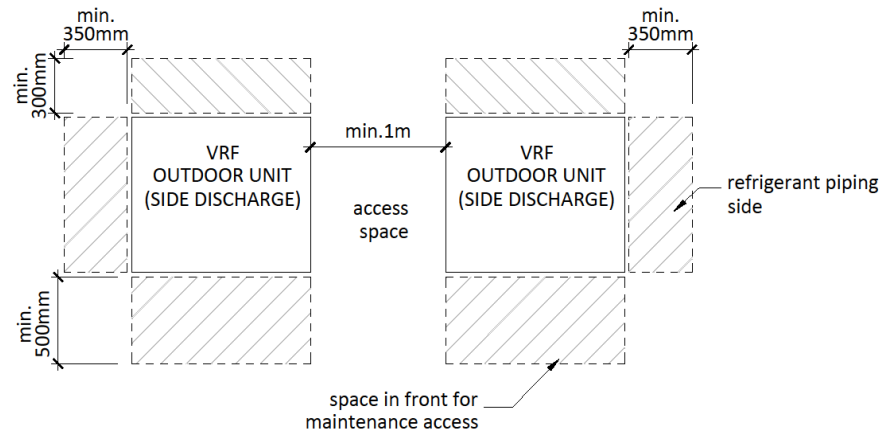 min.
350mm
min.
350mm
min.
300mm
min.1m
VRF
OUTDOOR UNIT
(SIDE DISCHARGE)
access
space
VRF
OUTDOOR UNIT
(SIDE DISCHARGE)
refrigerant piping
side
min.
500mm
space in front for
maintenance access